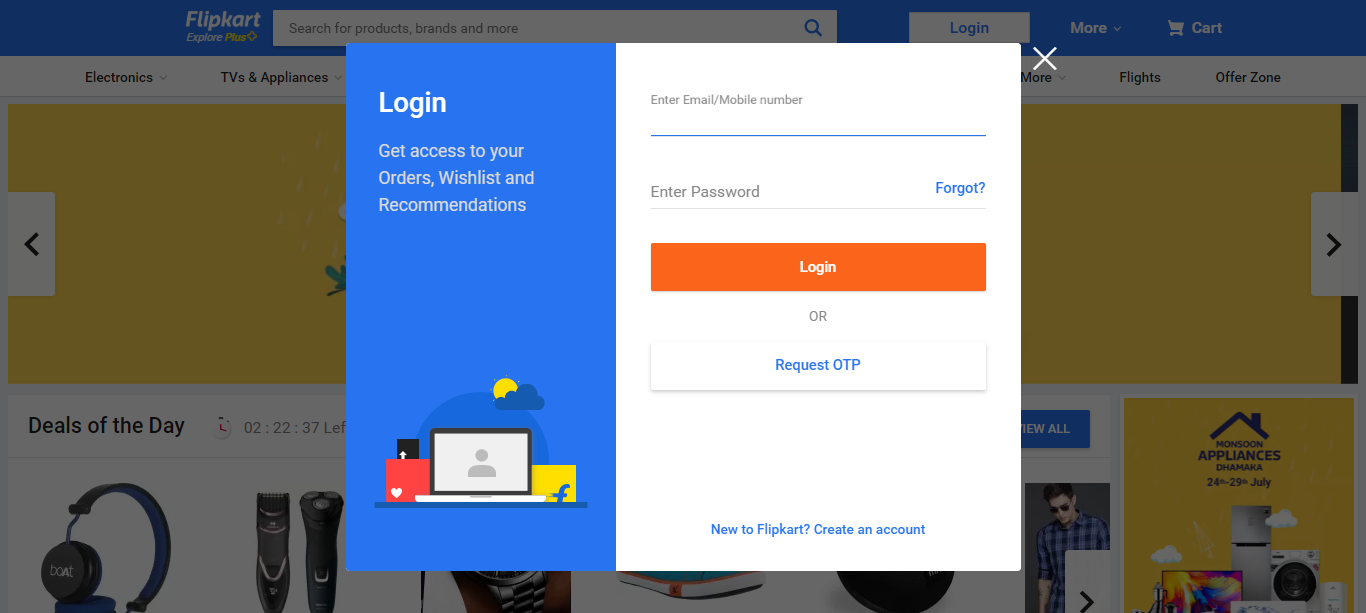 Flipkart
Explore Plus
Search for products, brands and more
Login
More
Cart
Electronics
TVs & Appliances
More
Flights
Offer Zone
Login
Get access to your
Orders, Wishlist and
Recommendations
Enter Email/Mobile number
Enter Password
Forgot?
Login
OR
Request OTP
New to Flipkart? Create an account
Deals of the Day
02 : 22 : 37 Lef
VIEW ALL
MONSOON
APPLIANCES
DHAMAKA
24th-29th July
boAt